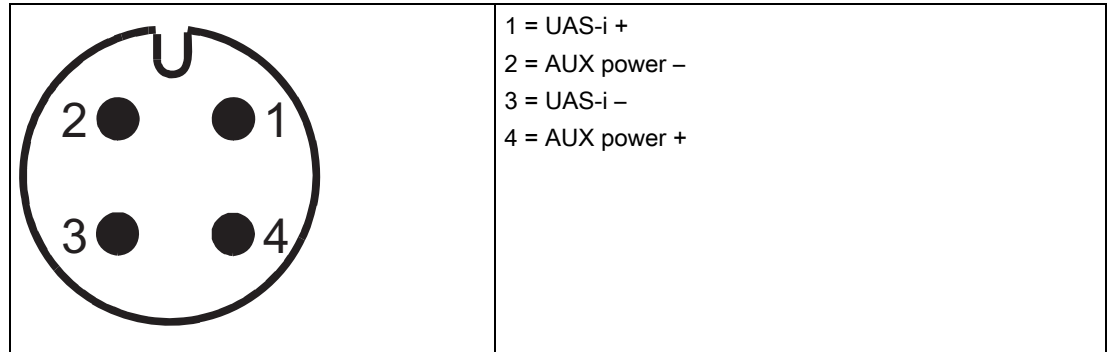 2 1
3 4
1 = UAS-i +
2 = AUX power –
3 = UAS-i –
4 = AUX power +